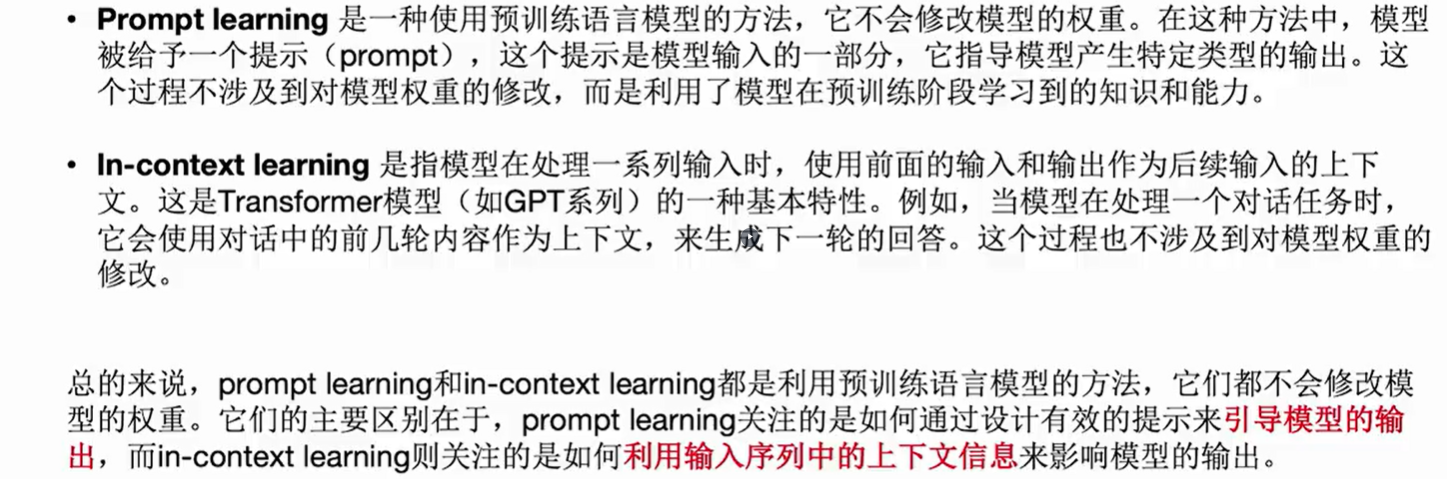 • Prompt learning 是一种使用预训练语言模型的方法，它不会修改模型的权重。在这种方法中，模型
被给予一个提示（prompt），这个提示是模型输入的一部分，它指导模型产生特定类型的输出。这
个过程不涉及到对模型权重的修改，而是利用了模型在预训练阶段学习到的知识和能力。
• In-context learning 是指模型在处理一系列输入时，使用前面的输入和输出作为后续输入的上下
文。这是Transformer模型（如GPT系列）的一种基本特性。例如，当模型在处理一个对话任务时，
它会使用对话中的前几轮内容作为上下文，来生成下一轮的回答。这个过程也不涉及到对模型权重的
修改。
总的来说，prompt learning和in-context learning都是利用预训练语言模型的方法，它们都不会修改模
型的权重。它们的主要区别在于，prompt learning关注的是如何通过设计有效的提示来引导模型的输
出，而in-context learning则关注的是如何利用输入序列中的上下文信息来影响模型的输出。